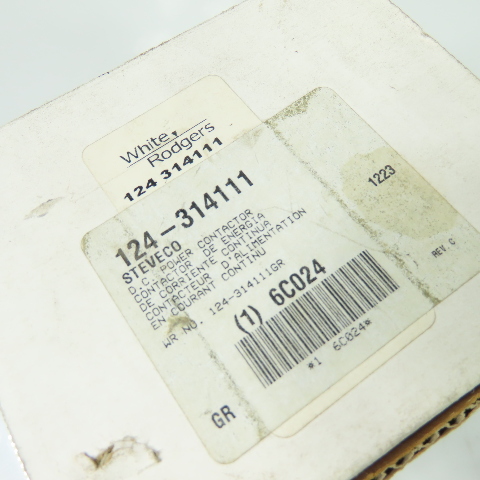 White
Rodgers
124 314111
124-314111
STEVECO
D.C. POWER CONTACTOR
CONTACTOR DE ENERGIA
DE CORRIENTE CONTINUA
CONTACTEUR D'ALIMENTATION
EN COURANT CONTINU
WR NO. 124-314111GR
(1) 6C024
*1 6C024*
GR
1223
REV. C